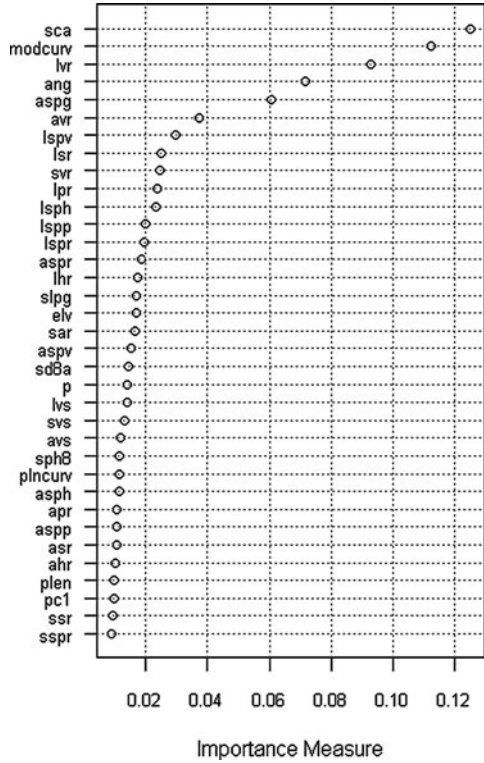 sca
modcurv
lvr
ang
aspg
avr
lspv
lsr
svr
lpr
lsph
lspp
lspr
aspr
lhr
slpg
elv
sar
aspv
sd8a
p
lvs
svs
avs
sph8
plncurv
asph
apr
aspp
asr
ahr
plen
pc1
ssr
sspr
0.02 0.04 0.06 0.08 0.10 0.12
Importance Measure